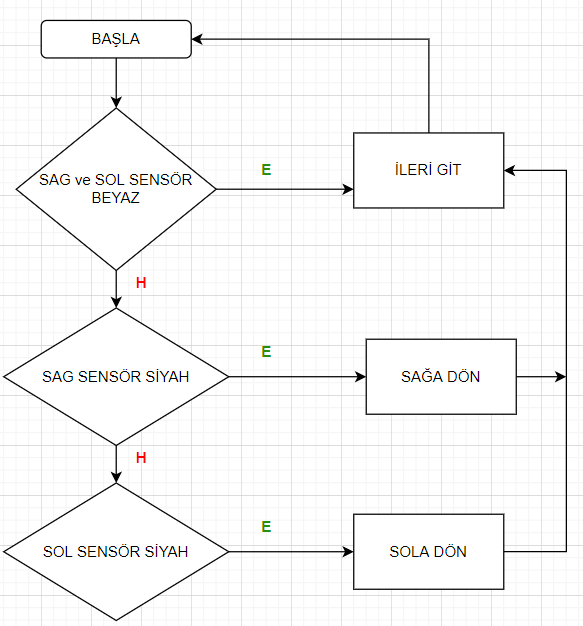 BAŞLA
SAG ve SOL SENSÖR
BEYAZ
E
İLERİ GİT
H
SAG SENSÖR SİYAH
E
SAĞA DÖN
H
SOL SENSÖR SİYAH
E
SOLA DÖN